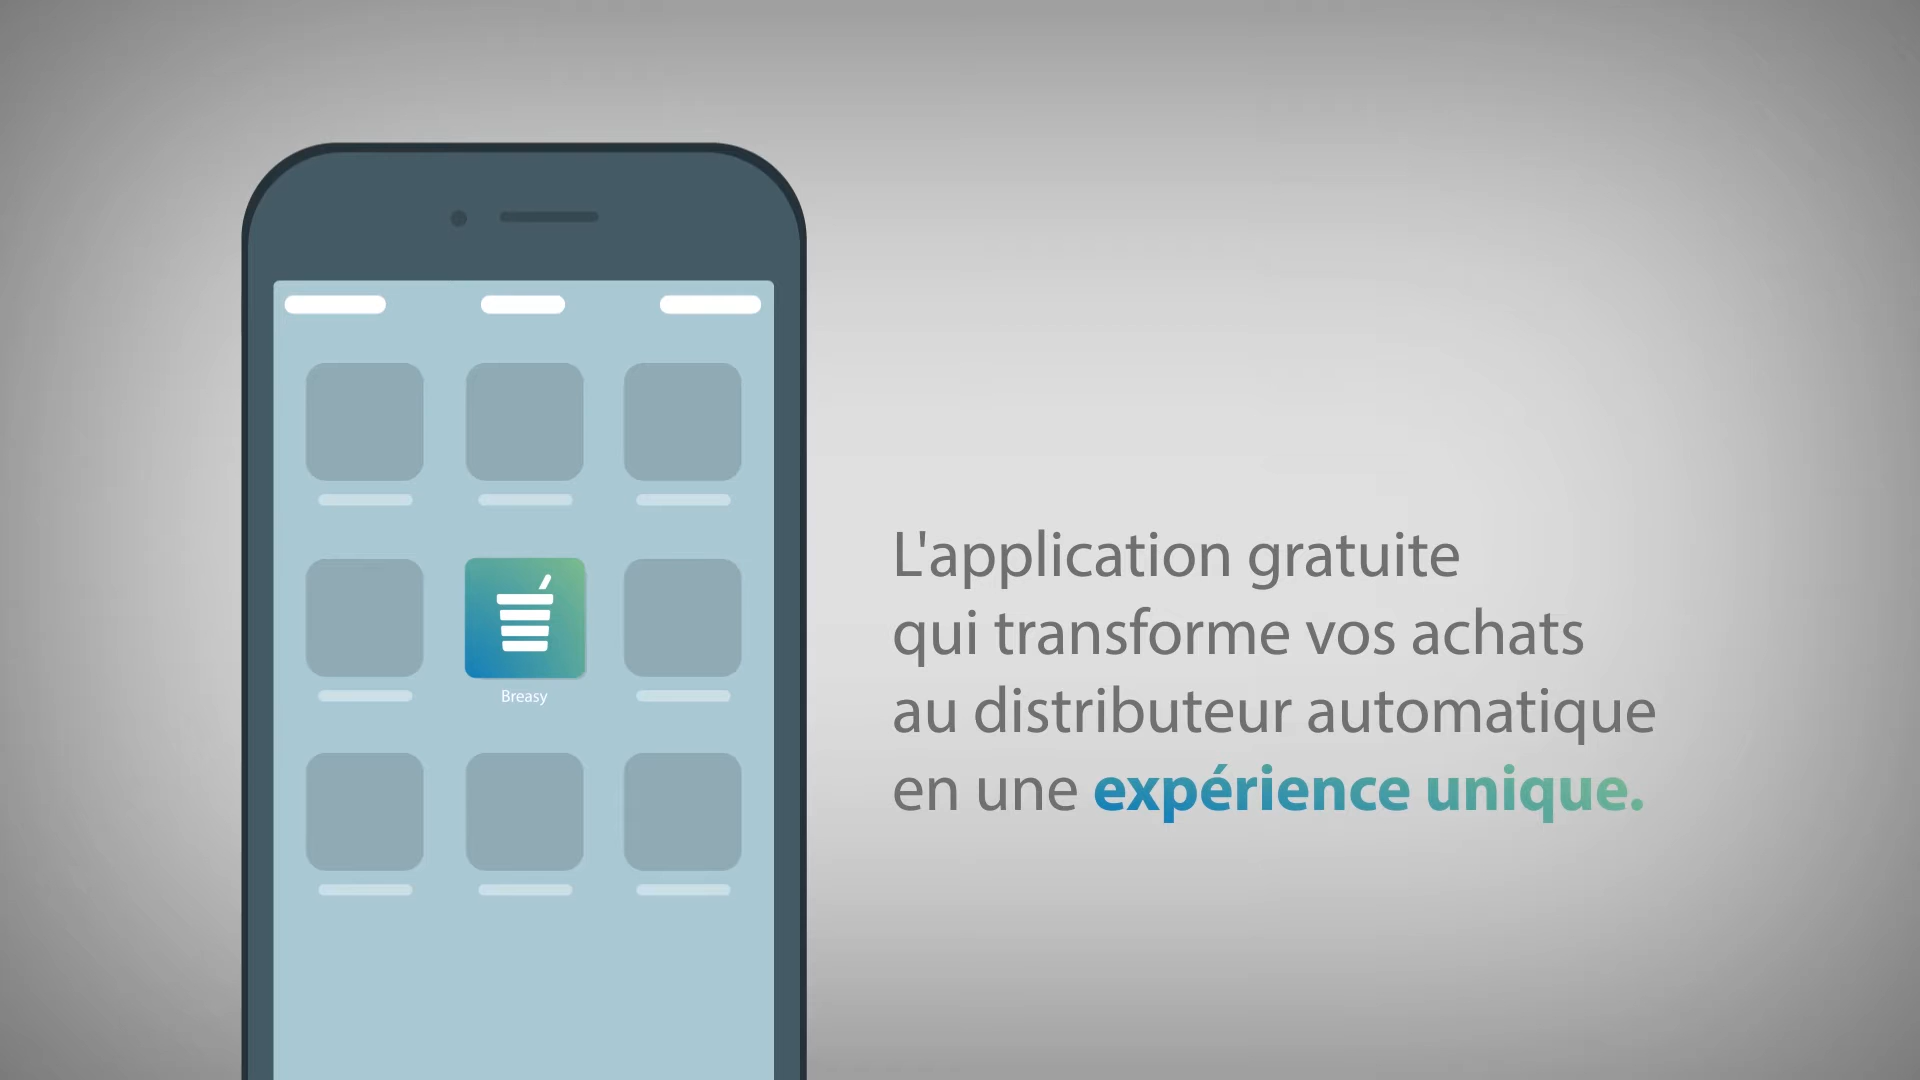 Breasy
L'application gratuite
qui transforme vos achats
au distributeur automatique
en une expérience unique.